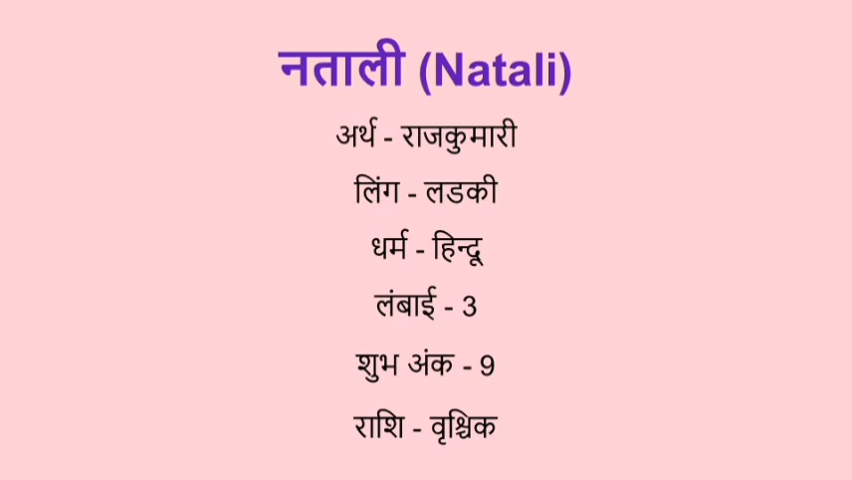 नताली (Natali)
अर्थ - राजकुमारी
लिंग - लडकी
धर्म - हिन्दू
लंबाई - 3
शुभ अंक - 9
राशि - वृश्चिक